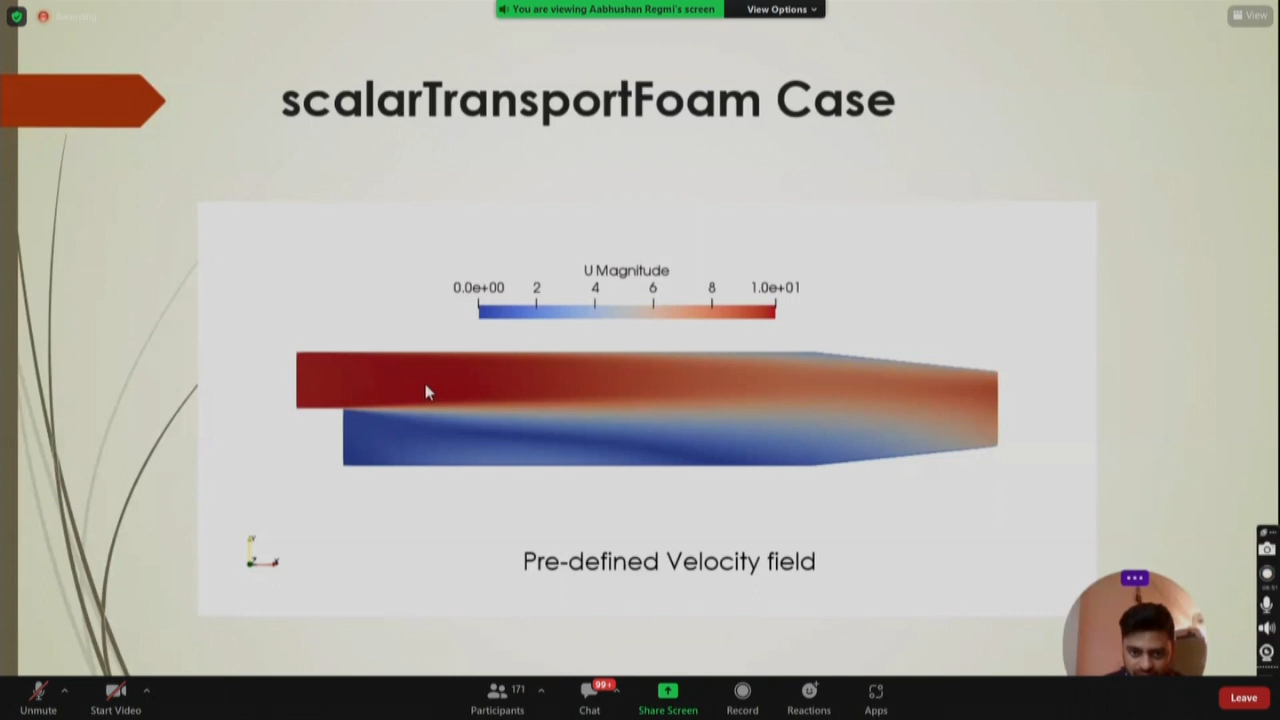 You are viewing Aabhushan Regmi's screen
View Options
Recording
View
scalarTransportFoam Case
U Magnitude
0.0e+00 2 4 6 8 1.0e+01
Pre-defined Velocity field
Unmute
Start Video
Participants 171
Chat 99+
Share Screen
Record
Reactions
Apps
Leave